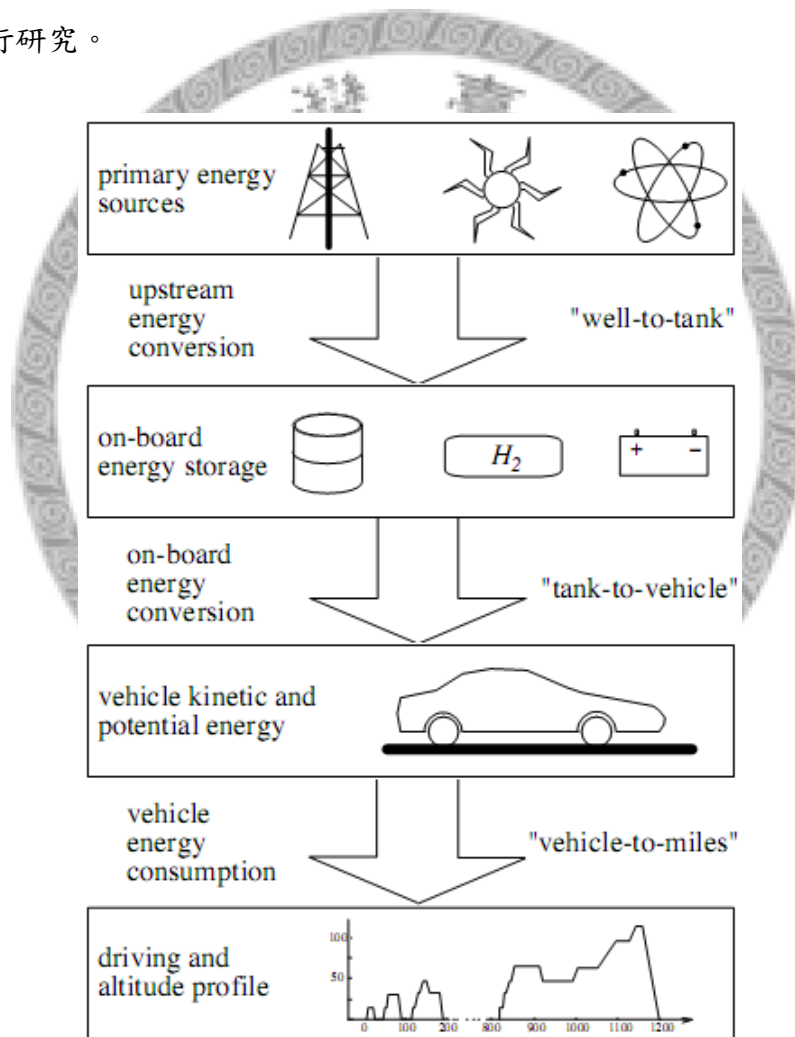 行研究。
primary energy
sources
upstream
energy
conversion
"well-to-tank"
on-board
energy storage
H2
+ −
on-board
energy
conversion
"tank-to-vehicle"
vehicle kinetic and
potential energy
vehicle
energy
consumption
"vehicle-to-miles"
driving and
altitude profile
100
50
0 100 200 800 900 1000 1100 1200